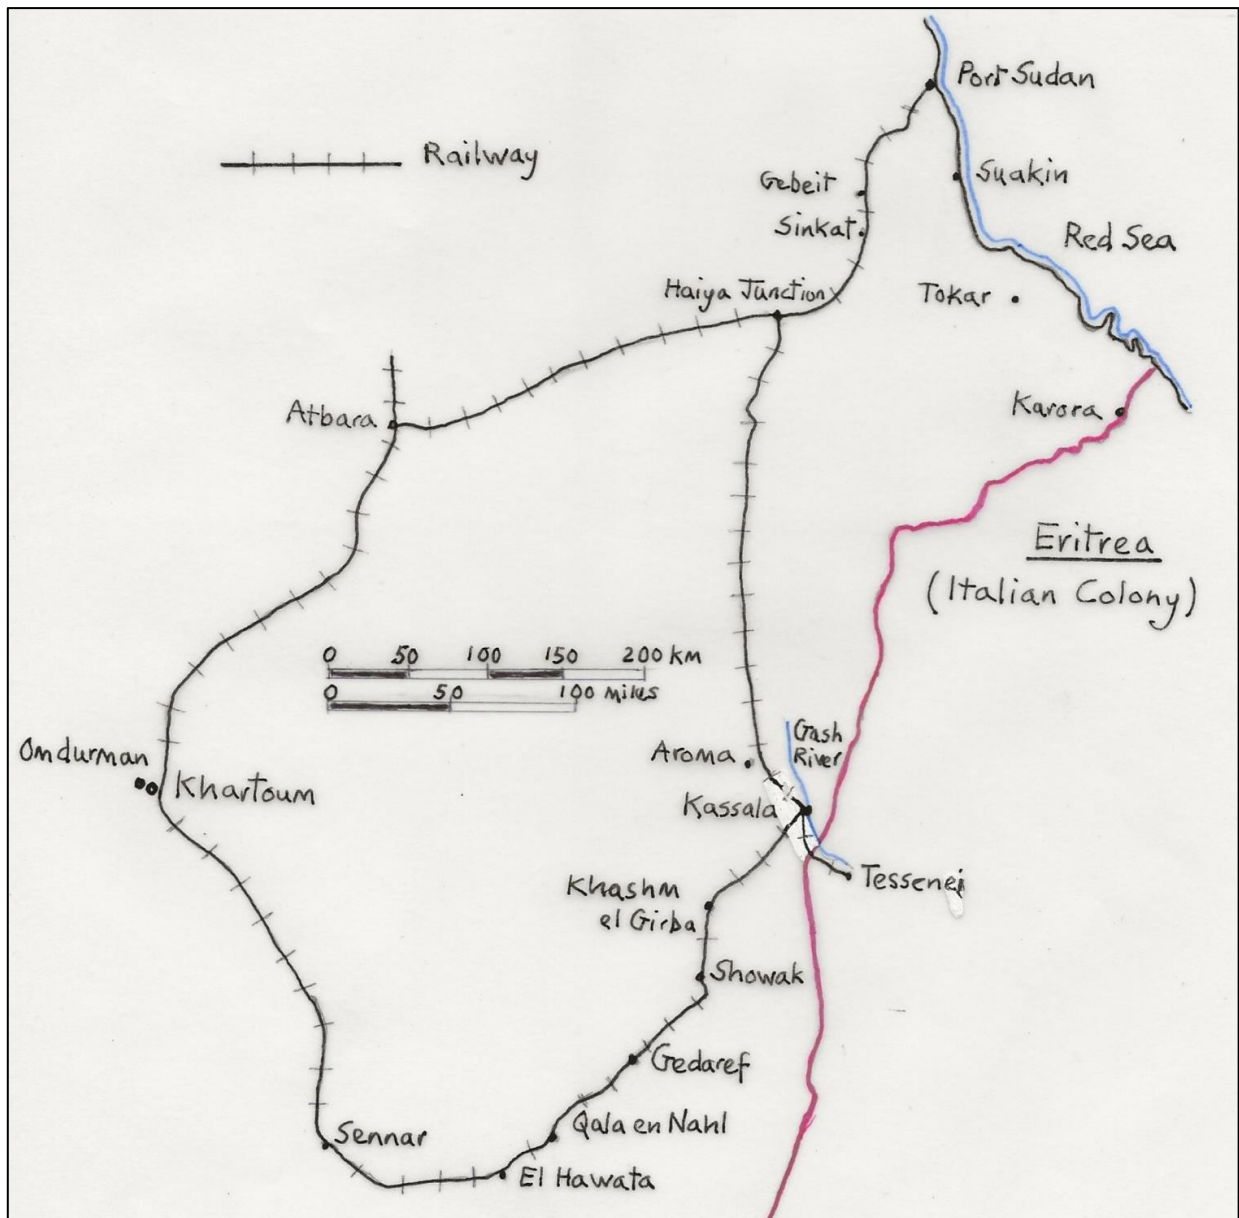 Port Sudan
Railway
Suakin
Gebeit
Sinkat
Red Sea
Haiya Junction
Tokar
Atbara
Karora
Eritrea
(Italian Colony)
0 50 100 150 200 km
0 50 100 miles
Gash
River
Aroma
Omdurman
Khartoum
Kassala
Tessenei
Khashm
el Girba
Showak
Gedaref
Qala en Nahl
Sennar
El Hawata